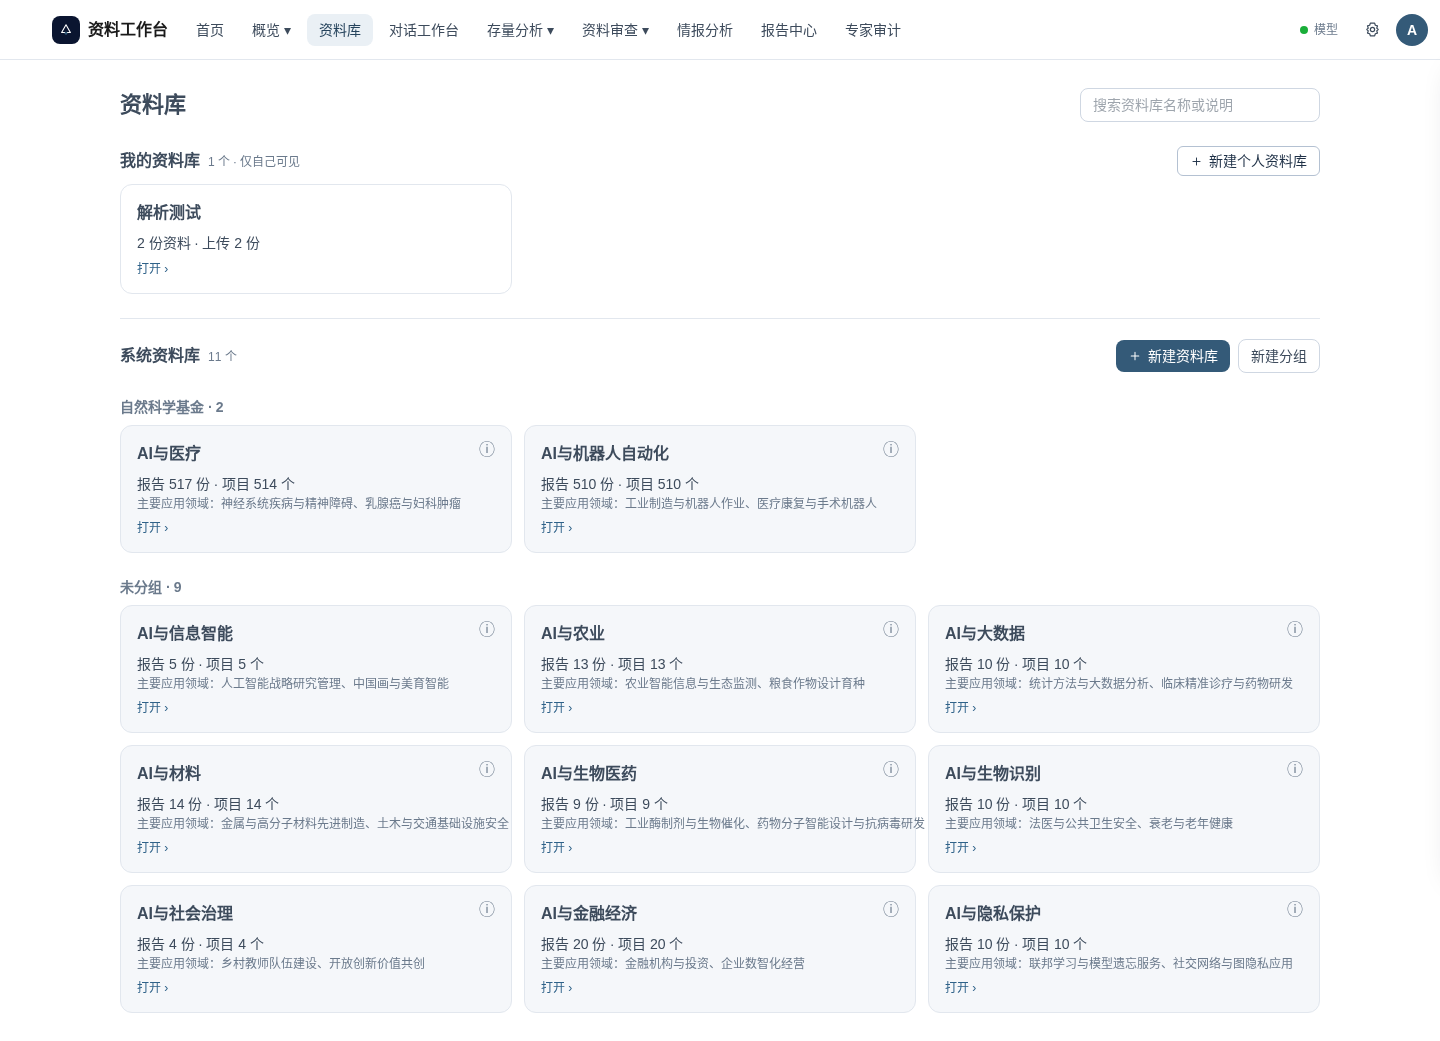 资料工作台 首页 概览 ▾ 资料库 对话工作台 存量分析 ▾ 资料审查 ▾ 情报分析 报告中心 专家审计 模型 A
资料库 搜索资料库名称或说明
我的资料库 1 个 · 仅自己可见 + 新建个人资料库
解析测试
2 份资料 · 上传 2 份
打开 ›
系统资料库 11 个 + 新建资料库 新建分组
自然科学基金 · 2
AI与医疗
报告 517 份 · 项目 514 个
主要应用领域：神经系统疾病与精神障碍、乳腺癌与妇科肿瘤
打开 ›
AI与机器人自动化
报告 510 份 · 项目 510 个
主要应用领域：工业制造与机器人作业、医疗康复与手术机器人
打开 ›
未分组 · 9
AI与信息智能
报告 5 份 · 项目 5 个
主要应用领域：人工智能战略研究管理、中国画与美育智能
打开 ›
AI与农业
报告 13 份 · 项目 13 个
主要应用领域：农业智能信息与生态监测、粮食作物设计育种
打开 ›
AI与大数据
报告 10 份 · 项目 10 个
主要应用领域：统计方法与大数据分析、临床精准诊疗与药物研发
打开 ›
AI与材料
报告 14 份 · 项目 14 个
主要应用领域：金属与高分子材料先进制造、土木与交通基础设施安全
打开 ›
AI与生物医药
报告 9 份 · 项目 9 个
主要应用领域：工业酶制剂与生物催化、药物分子智能设计与抗病毒研发
打开 ›
AI与生物识别
报告 10 份 · 项目 10 个
主要应用领域：法医与公共卫生安全、衰老与老年健康
打开 ›
AI与社会治理
报告 4 份 · 项目 4 个
主要应用领域：乡村教师队伍建设、开放创新价值共创
打开 ›
AI与金融经济
报告 20 份 · 项目 20 个
主要应用领域：金融机构与投资、企业数智化经营
打开 ›
AI与隐私保护
报告 10 份 · 项目 10 个
主要应用领域：联邦学习与模型遗忘服务、社交网络与图隐私应用
打开 ›